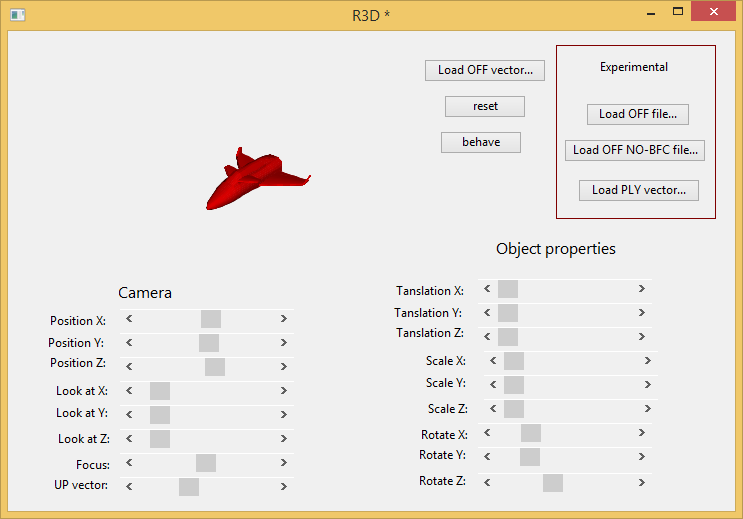 R3D *
Load OFF vector...
reset
behave
Experimental
Load OFF file...
Load OFF NO-BFC file...
Load PLY vector...
Camera
Position X:
Position Y:
Position Z:
Look at X:
Look at Y:
Look at Z:
Focus:
UP vector:
Object properties
Tanslation X:
Tanslation Y:
Tanslation Z:
Scale X:
Scale Y:
Scale Z:
Rotate X:
Rotate Y:
Rotate Z: